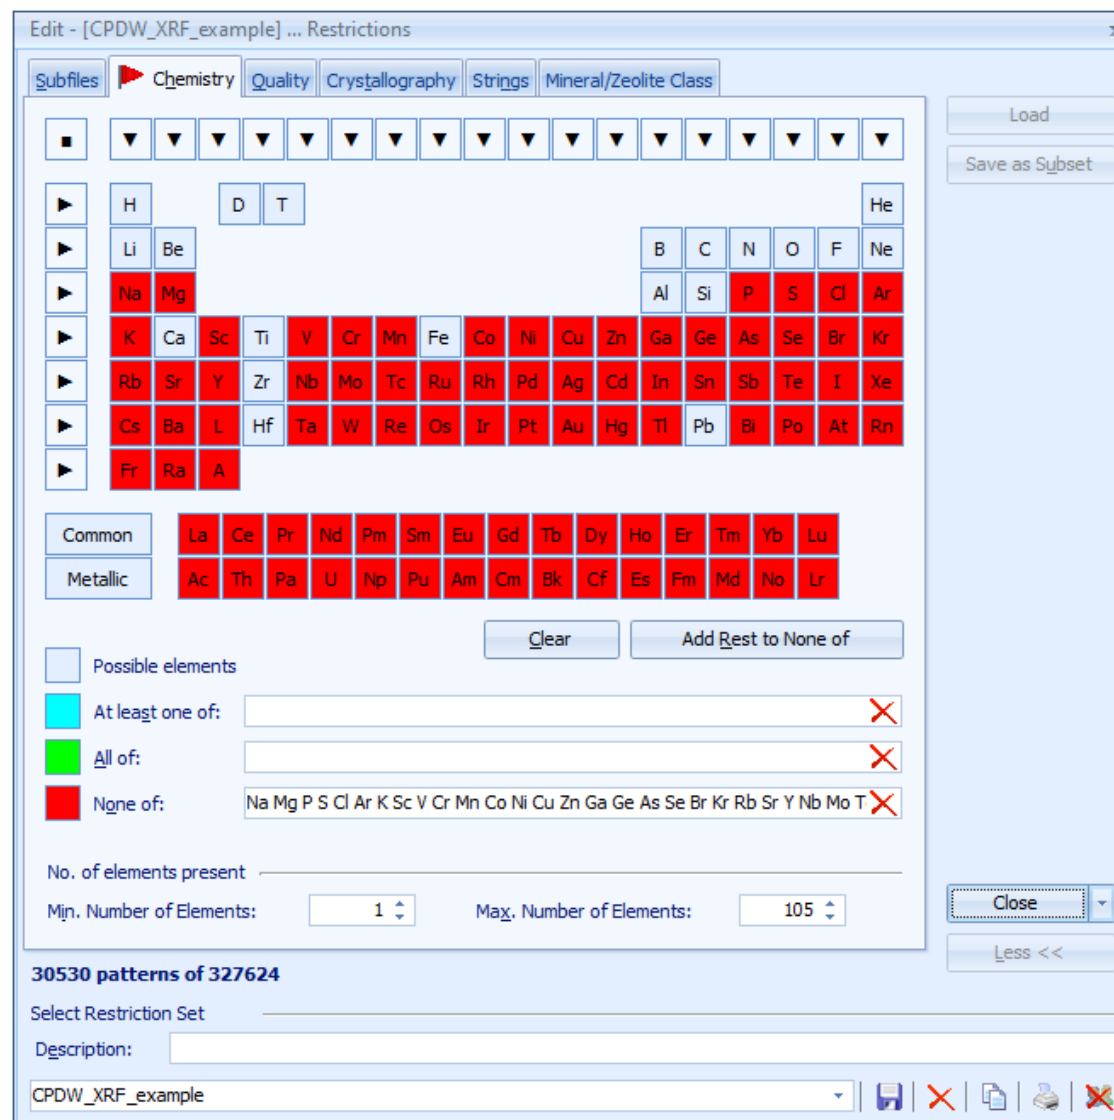 Edit - [CPDW_XRF_example] ... Restrictions
Subfiles Chemistry Quality Crystallography Strings Mineral/Zeolite Class
Load
Save as Subset
H D T He
Li Be B C N O F Ne
Na Mg Al Si P S Cl Ar
K Ca Sc Ti V Cr Mn Fe Co Ni Cu Zn Ga Ge As Se Br Kr
Rb Sr Y Zr Nb Mo Tc Ru Rh Pd Ag Cd In Sn Sb Te I Xe
Cs Ba L Hf Ta W Re Os Ir Pt Au Hg Tl Pb Bi Po At Rn
Fr Ra A
Common La Ce Pr Nd Pm Sm Eu Gd Tb Dy Ho Er Tm Yb Lu
Metallic Ac Th Pa U Np Pu Am Cm Bk Cf Es Fm Md No Lr
Clear Add Rest to None of
Possible elements
At least one of:
All of:
None of: Na Mg P S Cl Ar K Sc V Cr Mn Co Ni Cu Zn Ga Ge As Se Br Kr Rb Sr Y Nb Mo T
No. of elements present
Min. Number of Elements: 1 Max. Number of Elements: 105
Close
Less <<
30530 patterns of 327624
Select Restriction Set
Description:
CPDW_XRF_example